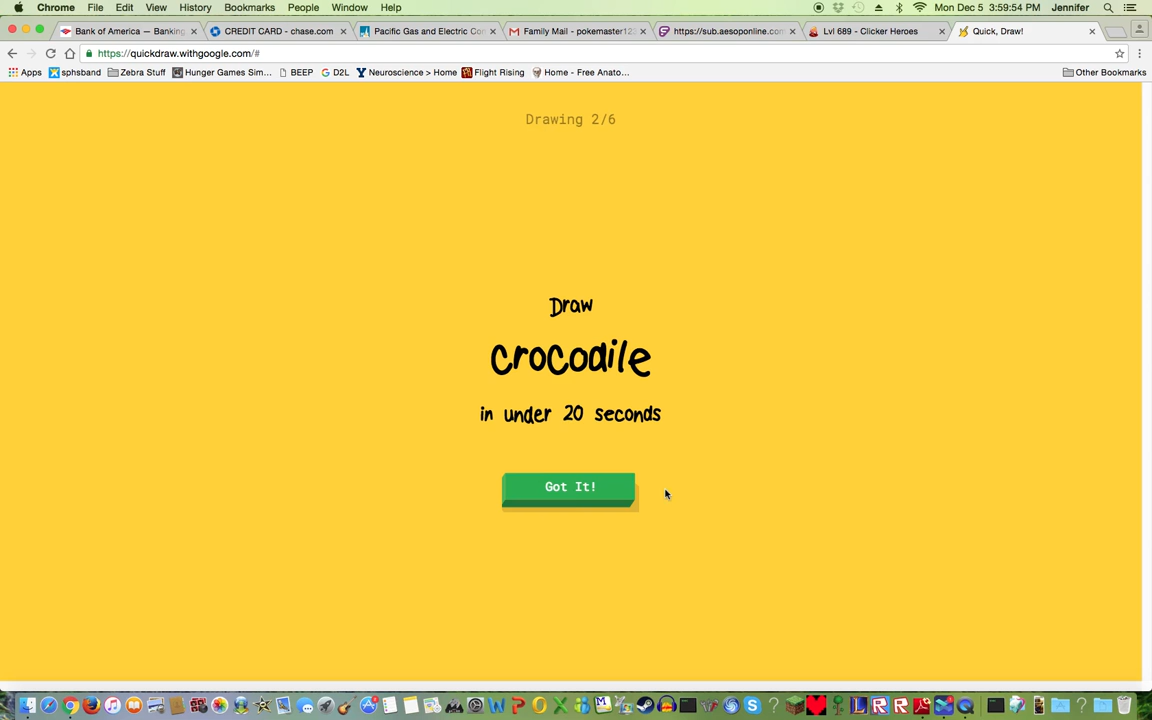 Chrome File Edit View History Bookmarks People Window Help Mon Dec 5 3:59:54 PM Jennifer
Bank of America — Banking CREDIT CARD - chase.com Pacific Gas and Electric Com Family Mail - pokemaster12 https://sub.aesoponline.com Lvl 689 - Clicker Heroes Quick, Draw!
https://quickdraw.withgoogle.com/#
Apps sphsband Zebra Stuff Hunger Games Sim... BEEP D2L Neuroscience > Home Flight Rising Home - Free Anato... Other Bookmarks
Drawing 2/6
Draw
crocodile
in under 20 seconds
Got It!